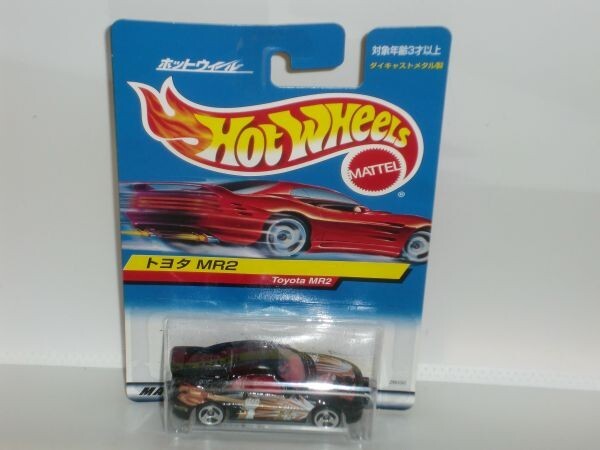 ホットウィール
対象年齢3才以上
ダイキャストメタル製
HOT WHEELS
MATTEL
®
トヨタ MR2
Toyota MR2